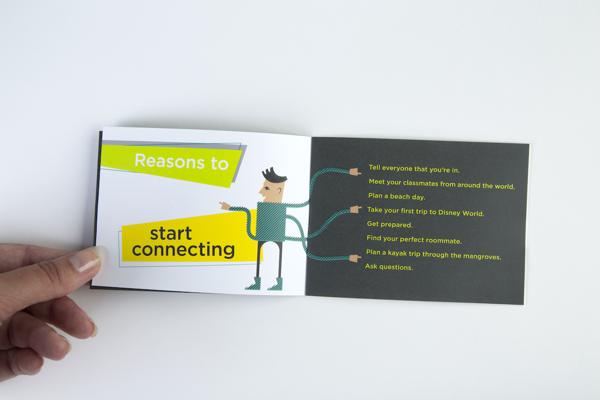 Reasons to
start
connecting
Tell everyone that you're in.
Meet your classmates from around the world.
Plan a beach day.
Take your first trip to Disney World.
Get prepared.
Find your perfect roommate.
Plan a kayak trip through the mangroves.
Ask questions.